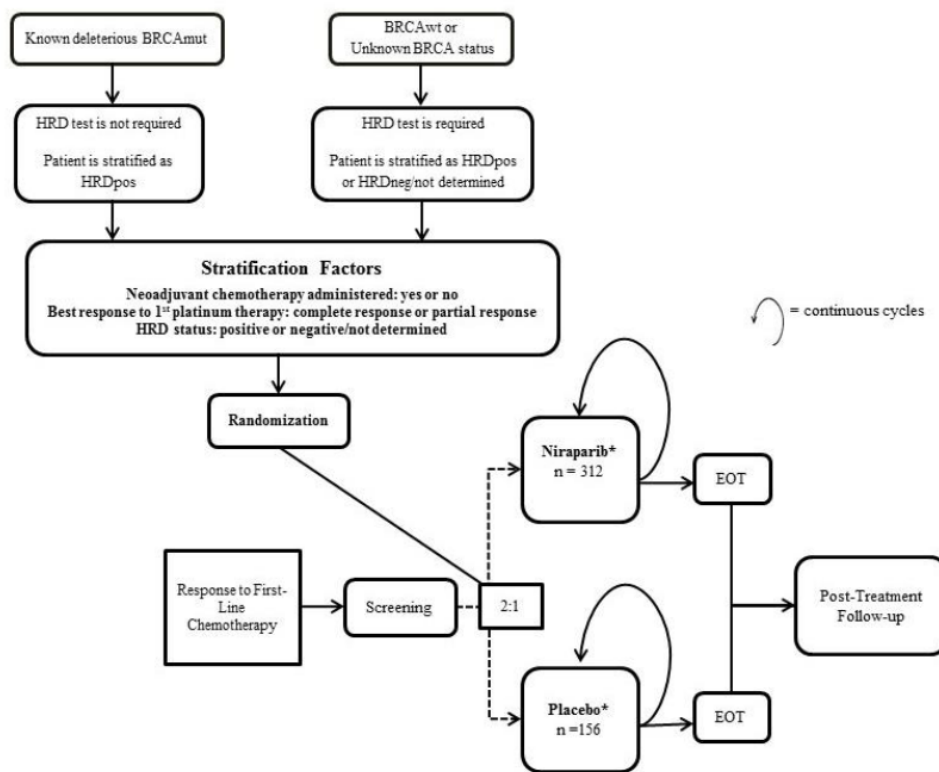 Known deleterious BRCAmut
BRCAwt or
Unknown BRCA status
HRD test is not required
Patient is stratified as
HRDpos
HRD test is required
Patient is stratified as HRDpos
or HRDneg/not determined
Stratification Factors
Neoadjuvant chemotherapy administered: yes or no
Best response to 1st platinum therapy: complete response or partial response
HRD status: positive or negative/not determined
= continuous cycles
Randomization
Niraparib*
n = 312
EOT
Response to First-
Line
Chemotherapy
Screening
2:1
Post-Treatment
Follow-up
Placebo*
n =156
EOT